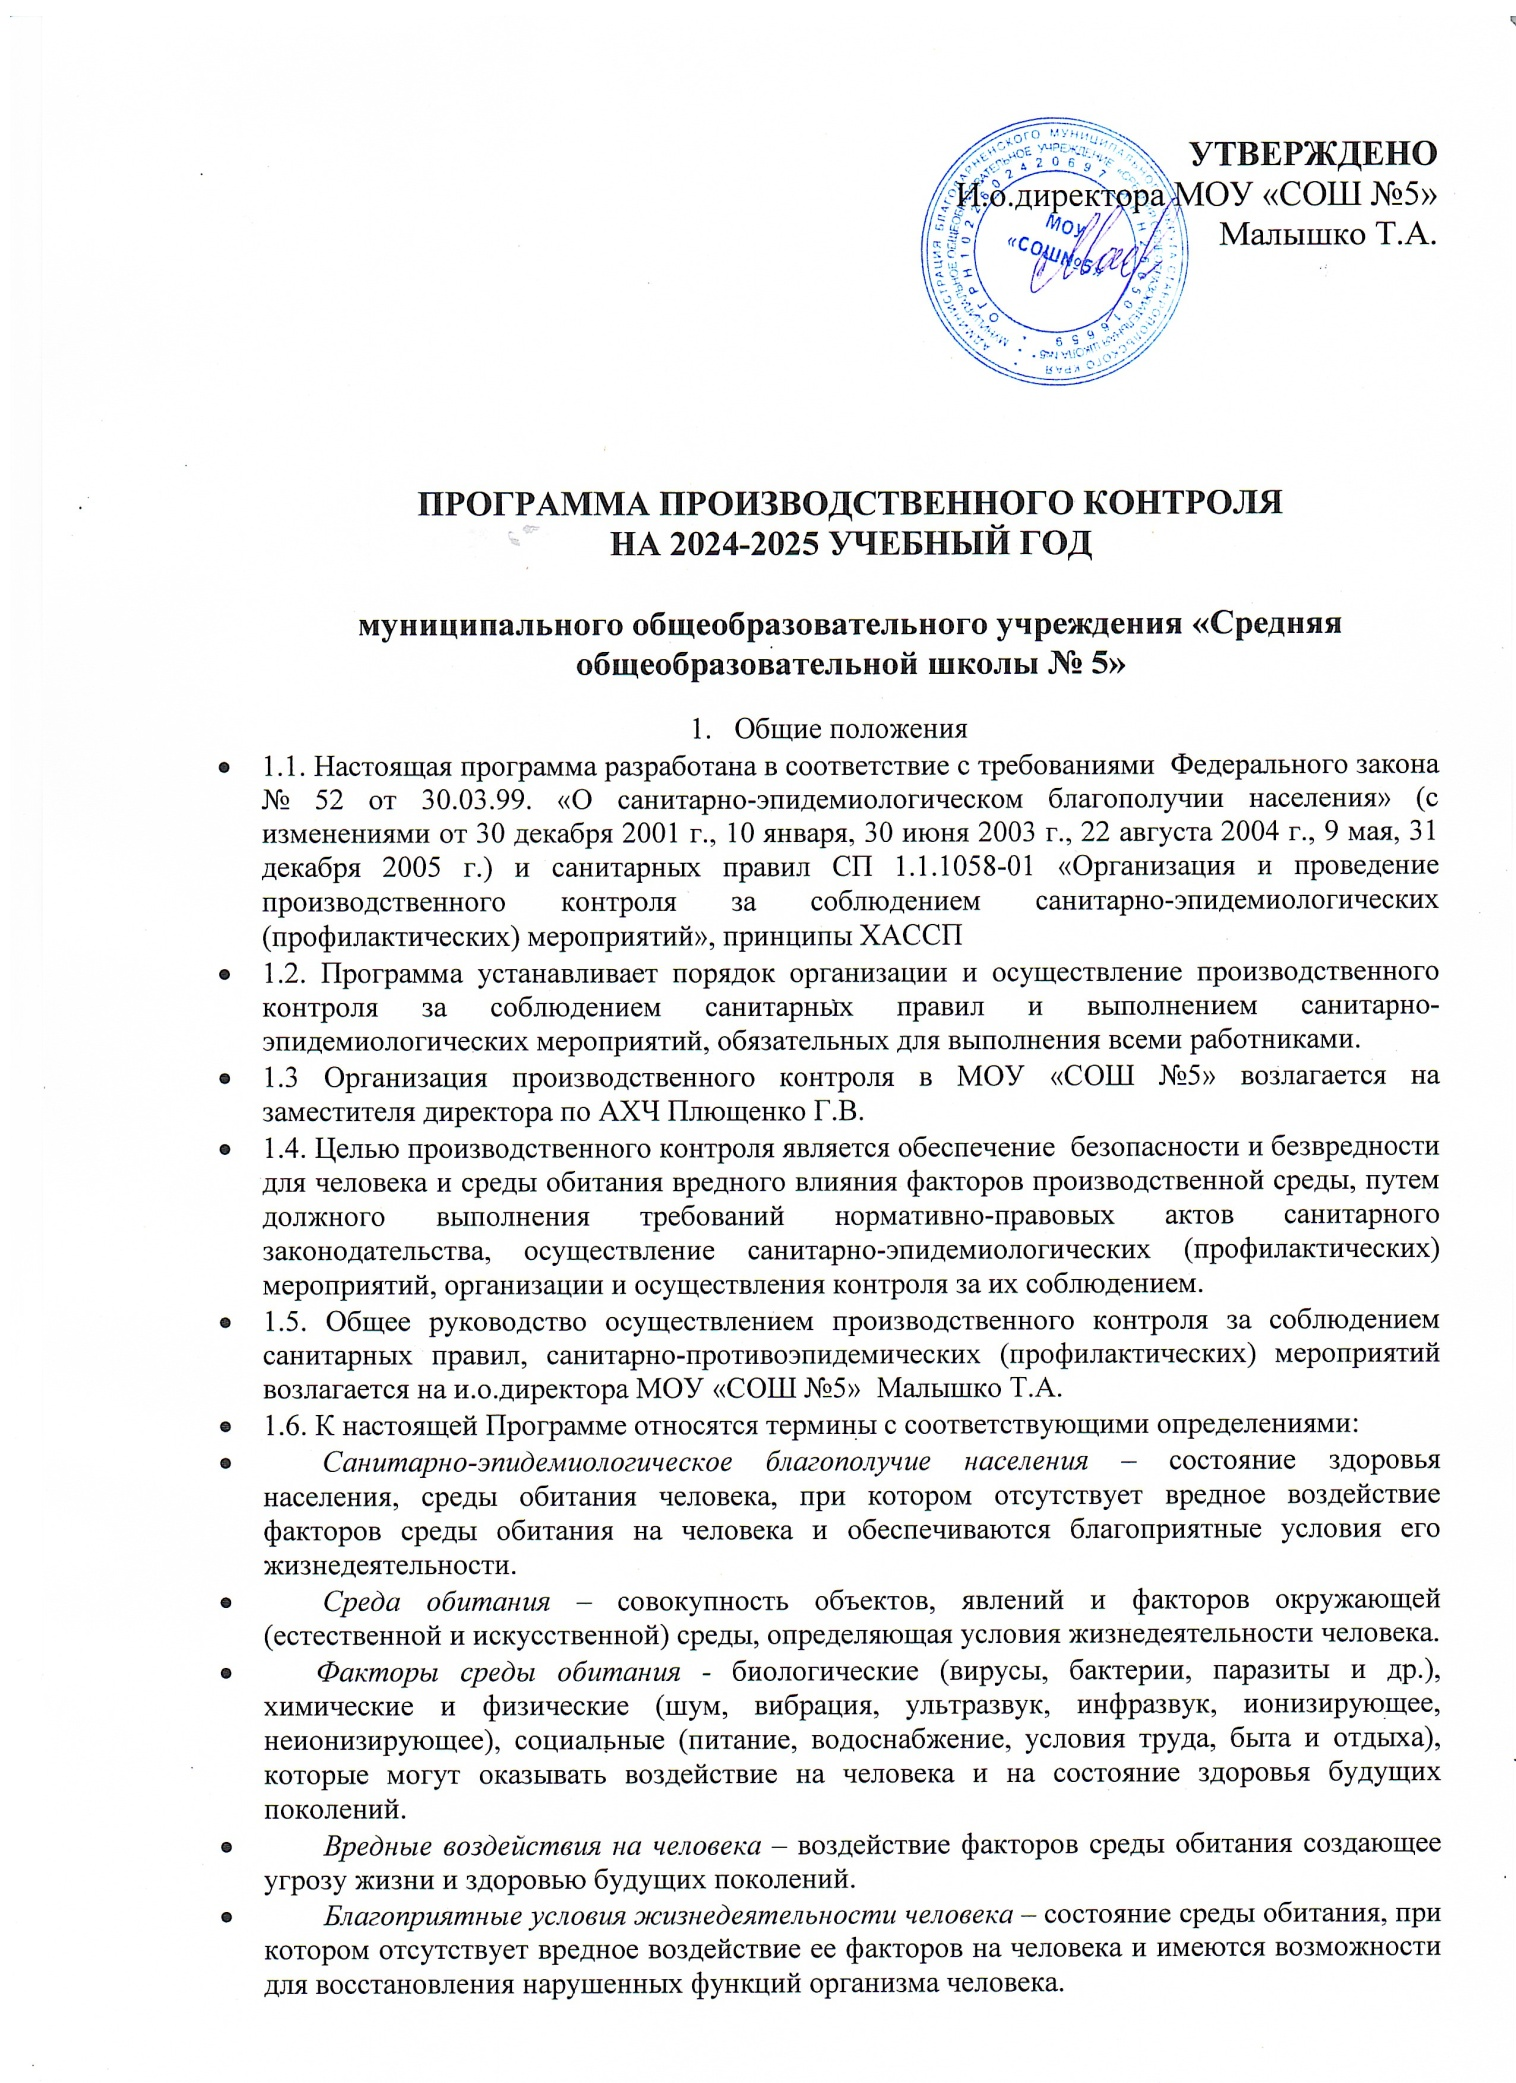 УТВЕРЖДЕНО
И.о.директора МОУ «СОШ №5»
Малышко Т.А.
МОУ
«СОШ№5»
ПРОГРАММА ПРОИЗВОДСТВЕННОГО КОНТРОЛЯ
НА 2024-2025 УЧЕБНЫЙ ГОД
муниципального общеобразовательного учреждения «Средняя
общеобразовательной школы № 5»
1. Общие положения
• 1.1. Настоящая программа разработана в соответствие с требованиями Федерального закона
№ 52 от 30.03.99. «О санитарно-эпидемиологическом благополучии населения» (с
изменениями от 30 декабря 2001 г., 10 января, 30 июня 2003 г., 22 августа 2004 г., 9 мая, 31
декабря 2005 г.) и санитарных правил СП 1.1.1058-01 «Организация и проведение
производственного контроля за соблюдением санитарно-эпидемиологических
(профилактических) мероприятий», принципы ХАССП
• 1.2. Программа устанавливает порядок организации и осуществление производственного
контроля за соблюдением санитарных правил и выполнением санитарно-
эпидемиологических мероприятий, обязательных для выполнения всеми работниками.
• 1.3 Организация производственного контроля в МОУ «СОШ №5» возлагается на
заместителя директора по АХЧ Плющенко Г.В.
• 1.4. Целью производственного контроля является обеспечение безопасности и безвредности
для человека и среды обитания вредного влияния факторов производственной среды, путем
должного выполнения требований нормативно-правовых актов санитарного
законодательства, осуществление санитарно-эпидемиологических (профилактических)
мероприятий, организации и осуществления контроля за их соблюдением.
• 1.5. Общее руководство осуществлением производственного контроля за соблюдением
санитарных правил, санитарно-противоэпидемических (профилактических) мероприятий
возлагается на и.о.директора МОУ «СОШ №5» Малышко Т.А.
• 1.6. К настоящей Программе относятся термины с соответствующими определениями:
• Санитарно-эпидемиологическое благополучие населения – состояние здоровья
населения, среды обитания человека, при котором отсутствует вредное воздействие
факторов среды обитания на человека и обеспечиваются благоприятные условия его
жизнедеятельности.
• Среда обитания – совокупность объектов, явлений и факторов окружающей
(естественной и искусственной) среды, определяющая условия жизнедеятельности человека.
• Факторы среды обитания - биологические (вирусы, бактерии, паразиты и др.),
химические и физические (шум, вибрация, ультразвук, инфразвук, ионизирующее,
неионизирующее), социальные (питание, водоснабжение, условия труда, быта и отдыха),
которые могут оказывать воздействие на человека и на состояние здоровья будущих
поколений.
• Вредные воздействия на человека – воздействие факторов среды обитания создающее
угрозу жизни и здоровью будущих поколений.
• Благоприятные условия жизнедеятельности человека – состояние среды обитания, при
котором отсутствует вредное воздействие ее факторов на человека и имеются возможности
для восстановления нарушенных функций организма человека.